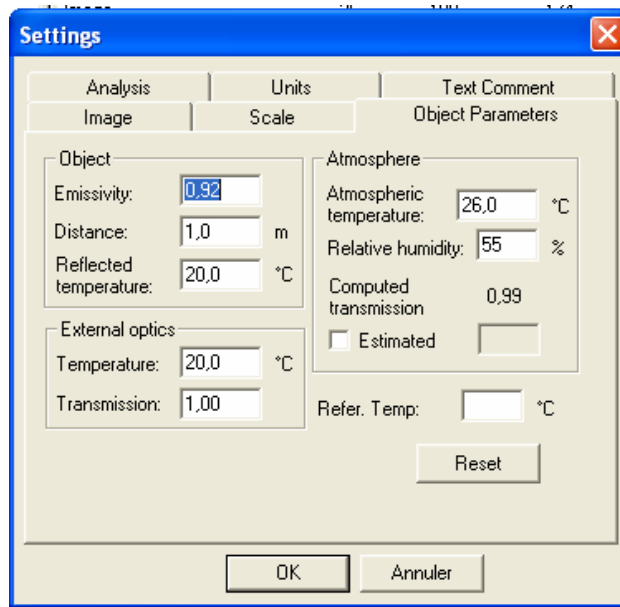 Settings
Analysis Units Text Comment
Image Scale Object Parameters
Object
Emissivity: 0,92
Distance: 1,0 m
Reflected
temperature: 20,0 °C
External optics
Temperature: 20,0 °C
Transmission: 1,00
Atmosphere
Atmospheric
temperature: 26,0 °C
Relative humidity: 55 %
Computed
transmission 0,99
Estimated
Refer. Temp: °C
Reset
OK Annuler